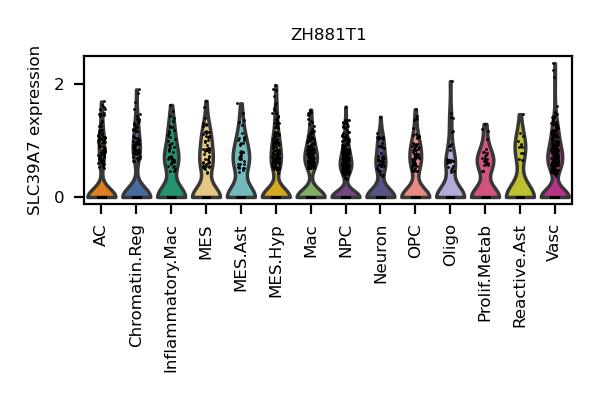 ZH881T1
SLC39A7 expression
2
0
AC
Chromatin.Reg
Inflammatory.Mac
MES
MES.Ast
MES.Hyp
Mac
NPC
Neuron
OPC
Oligo
Prolif.Metab
Reactive.Ast
Vasc